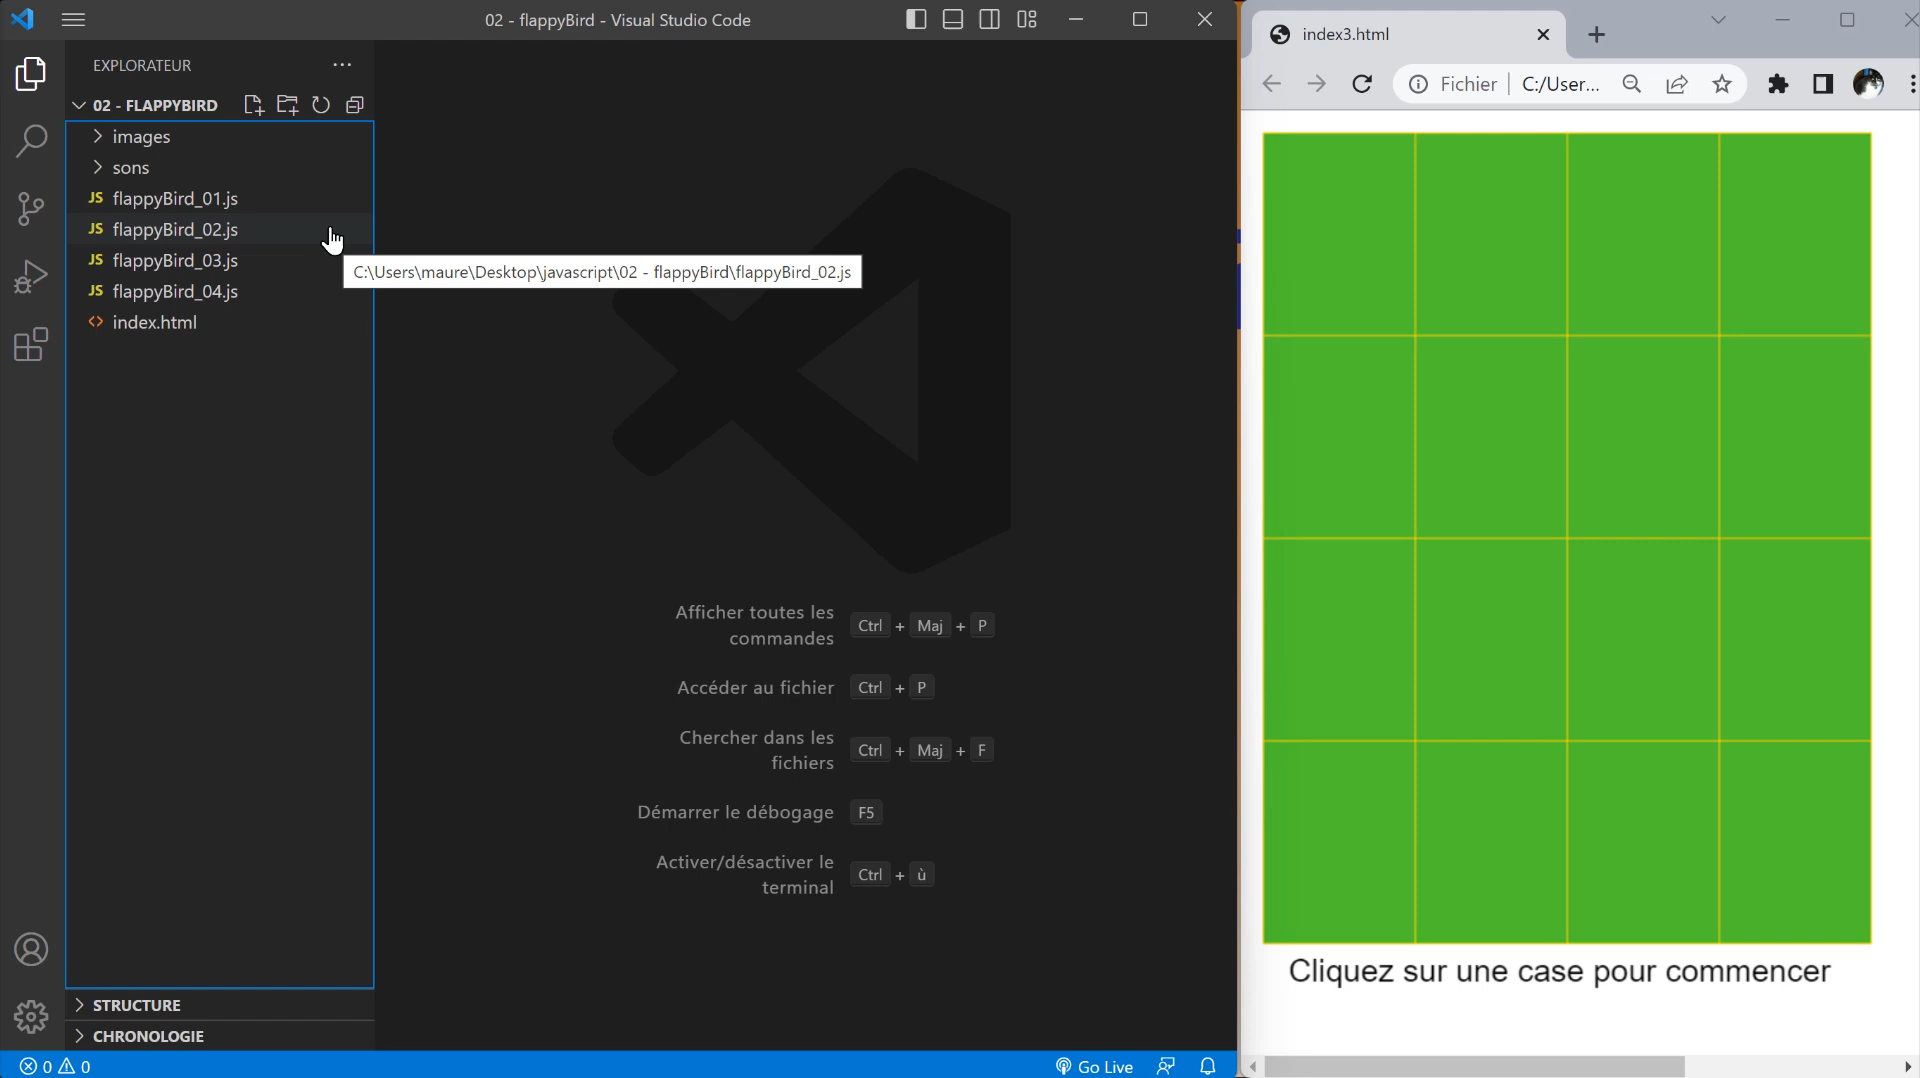 02 - flappyBird - Visual Studio Code
EXPLORATEUR
02 - FLAPPYBIRD
images
sons
JS flappyBird_01.js
JS flappyBird_02.js
JS flappyBird_03.js
JS flappyBird_04.js
<> index.html
C:\Users\maure\Desktop\javascript\02 - flappyBird\flappyBird_02.js
Afficher toutes les
commandes
Ctrl + Maj + P
Accéder au fichier Ctrl + P
Chercher dans les
fichiers
Ctrl + Maj + F
Démarrer le débogage F5
Activer/désactiver le
terminal
Ctrl + ù
STRUCTURE
CHRONOLOGIE
0 0
Go Live
index3.html
Fichier C:/User...
Cliquez sur une case pour commencer